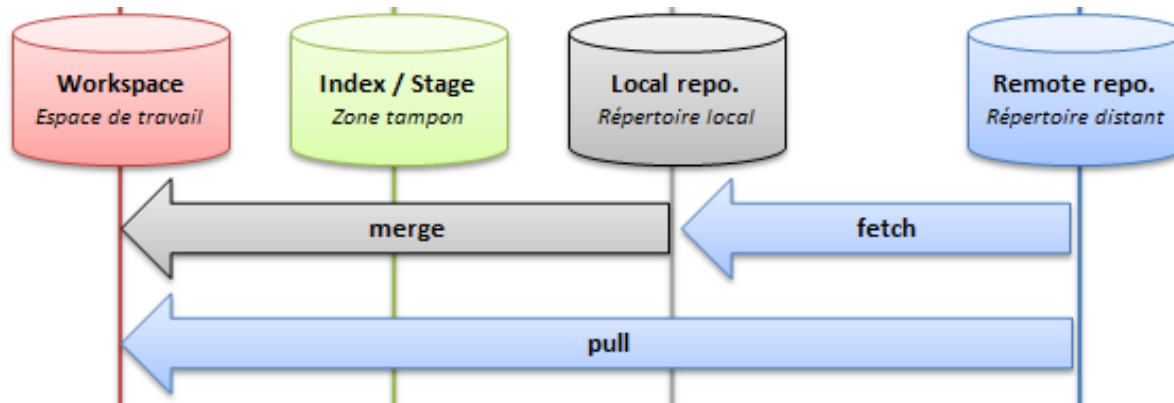 Workspace
Espace de travail
Index / Stage
Zone tampon
Local repo.
Répertoire local
Remote repo.
Répertoire distant
merge
fetch
pull